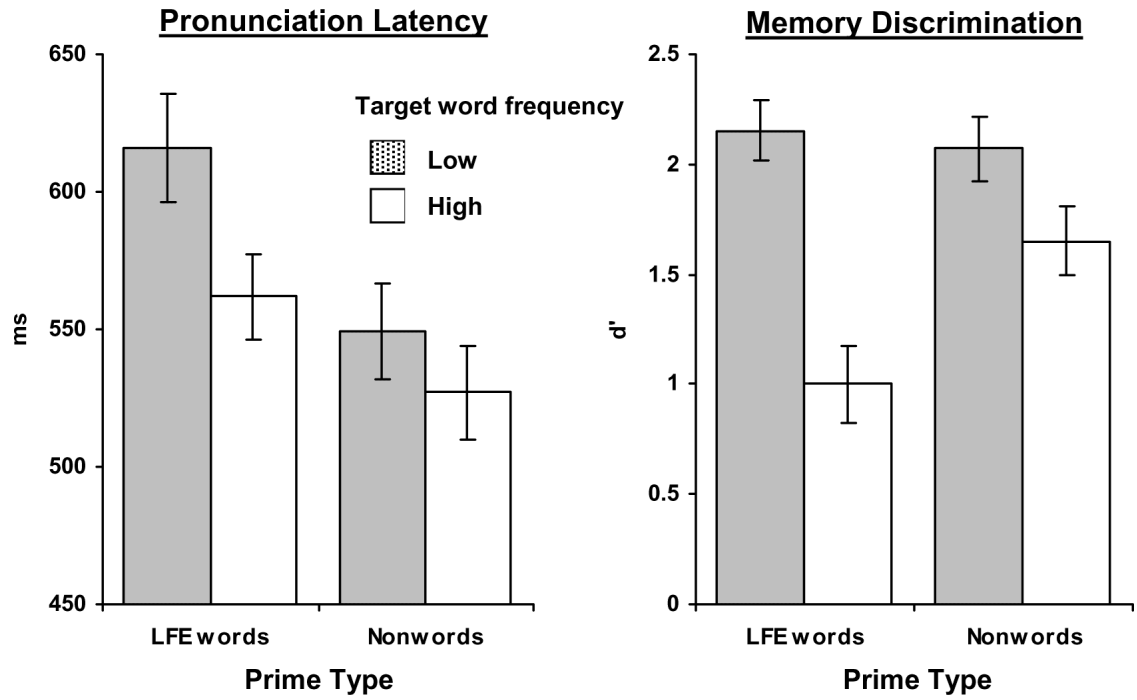 Pronunciation Latency
650
600
550
500
450
ms
Target word frequency
Low
High
LFE words
Nonwords
Prime Type
Memory Discrimination
2.5
2
1.5
1
0.5
0
d'
LFE words
Nonwords
Prime Type